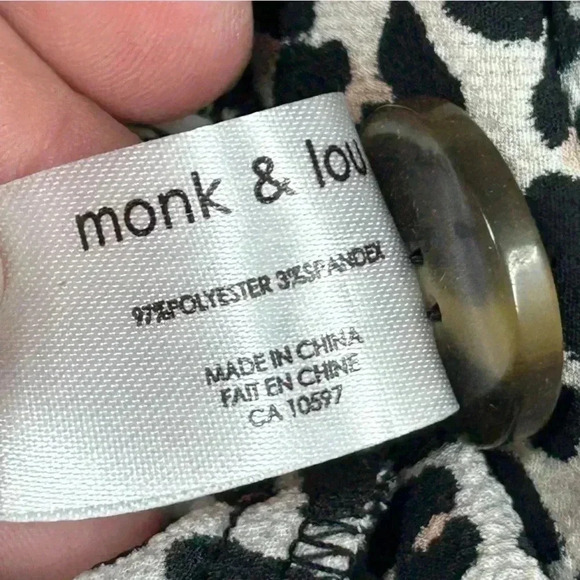 monk & lou
97%POLYESTER 3%SPANDEX
MADE IN CHINA
FAIT EN CHINE
CA 10597